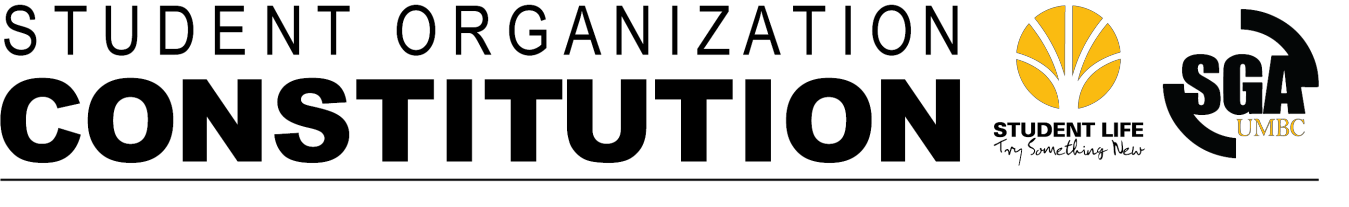 STUDENT ORGANIZATION
CONSTITUTION
STUDENT LIFE
Try Something New
SGA
UMBC